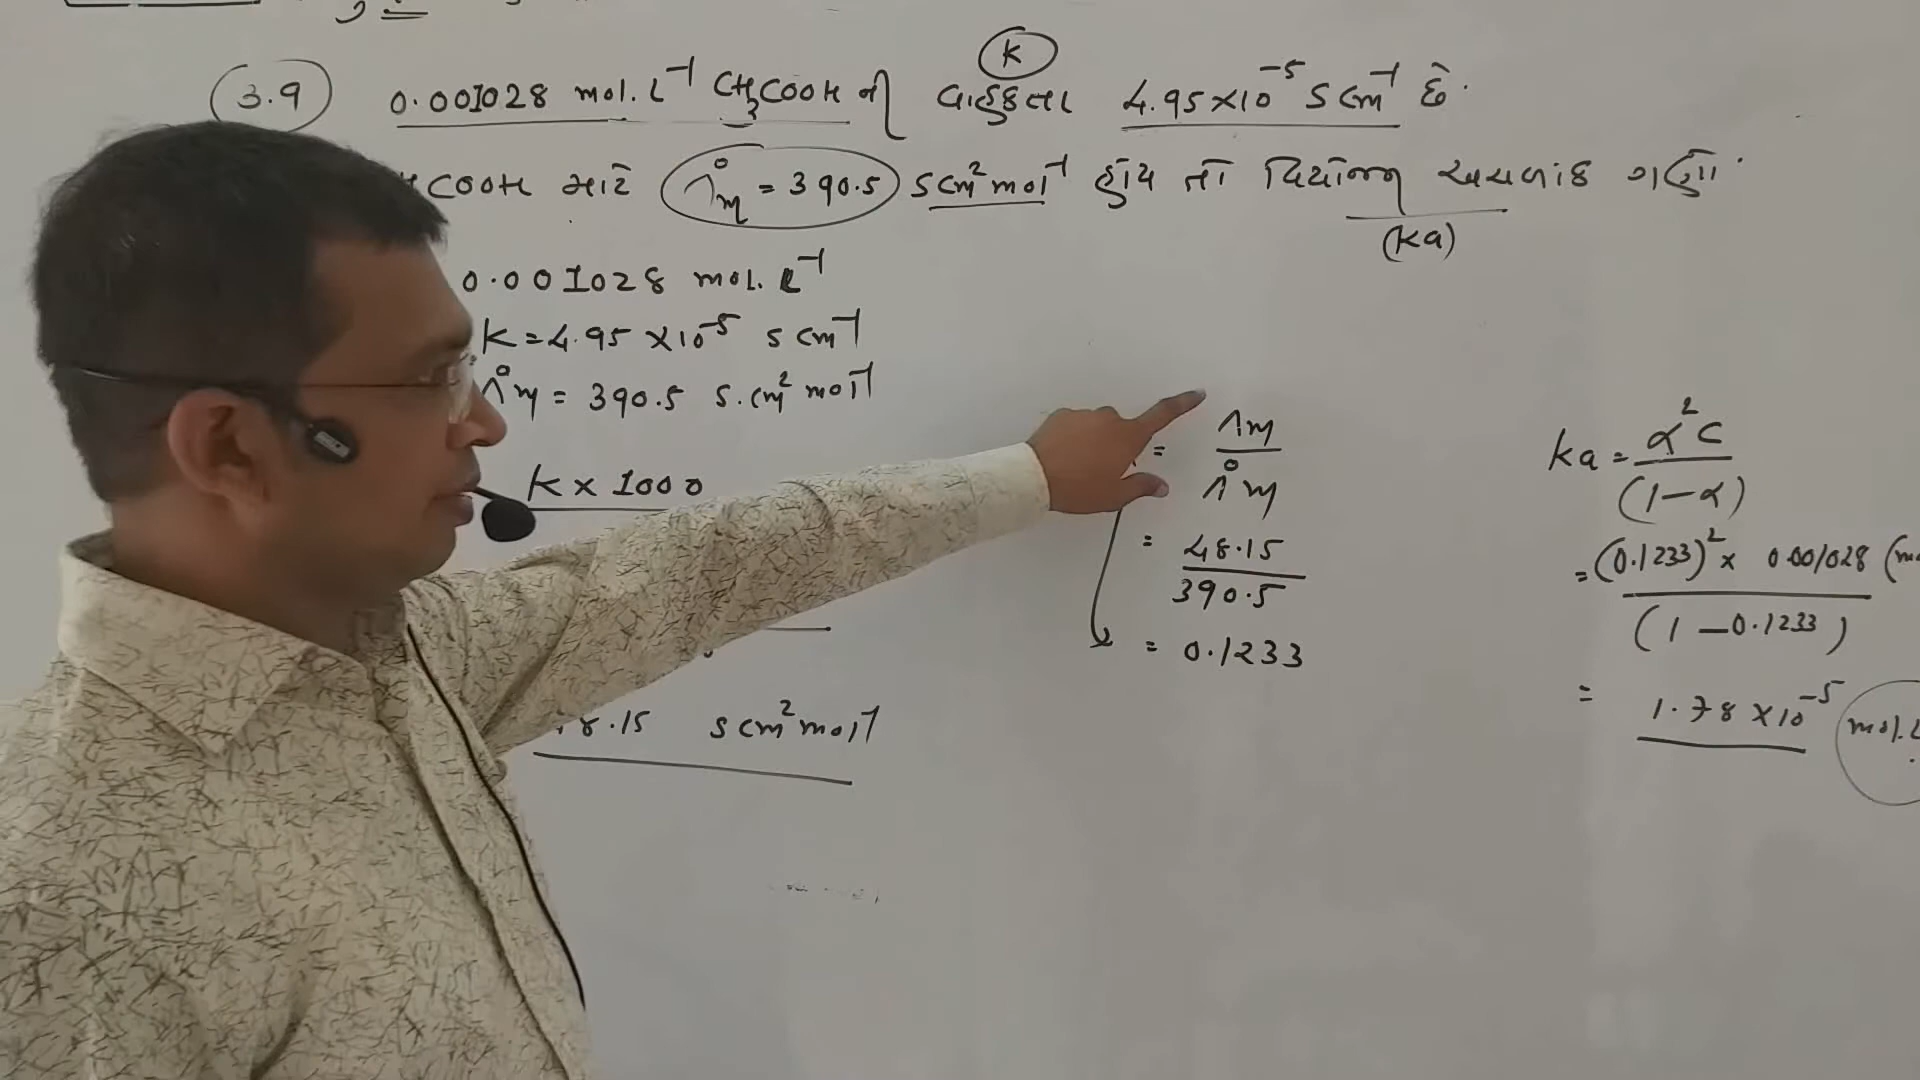 3.9 0.001028 mol. L⁻¹ CH₃COOH ની વાહકતા (K) 4.95 × 10⁻⁵ S cm⁻¹ છે.
COOH માટે Λ°m = 390.5 S cm² mol⁻¹ હોય તો વિયોજન અચળાંક ગણો.
(Ka)
0.001028 mol. L⁻¹
K = 4.95 × 10⁻⁵ S cm⁻¹
Λ°m = 390.5 S. cm² mol⁻¹
K × 1000
8.15 S cm² mol⁻¹
= Λm / Λ°m
= 48.15 / 390.5
= 0.1233
Ka = α²C / (1 – α)
= (0.1233)² × 0.001028 / (1 – 0.1233)
= 1.78 × 10⁻⁵ mol. L